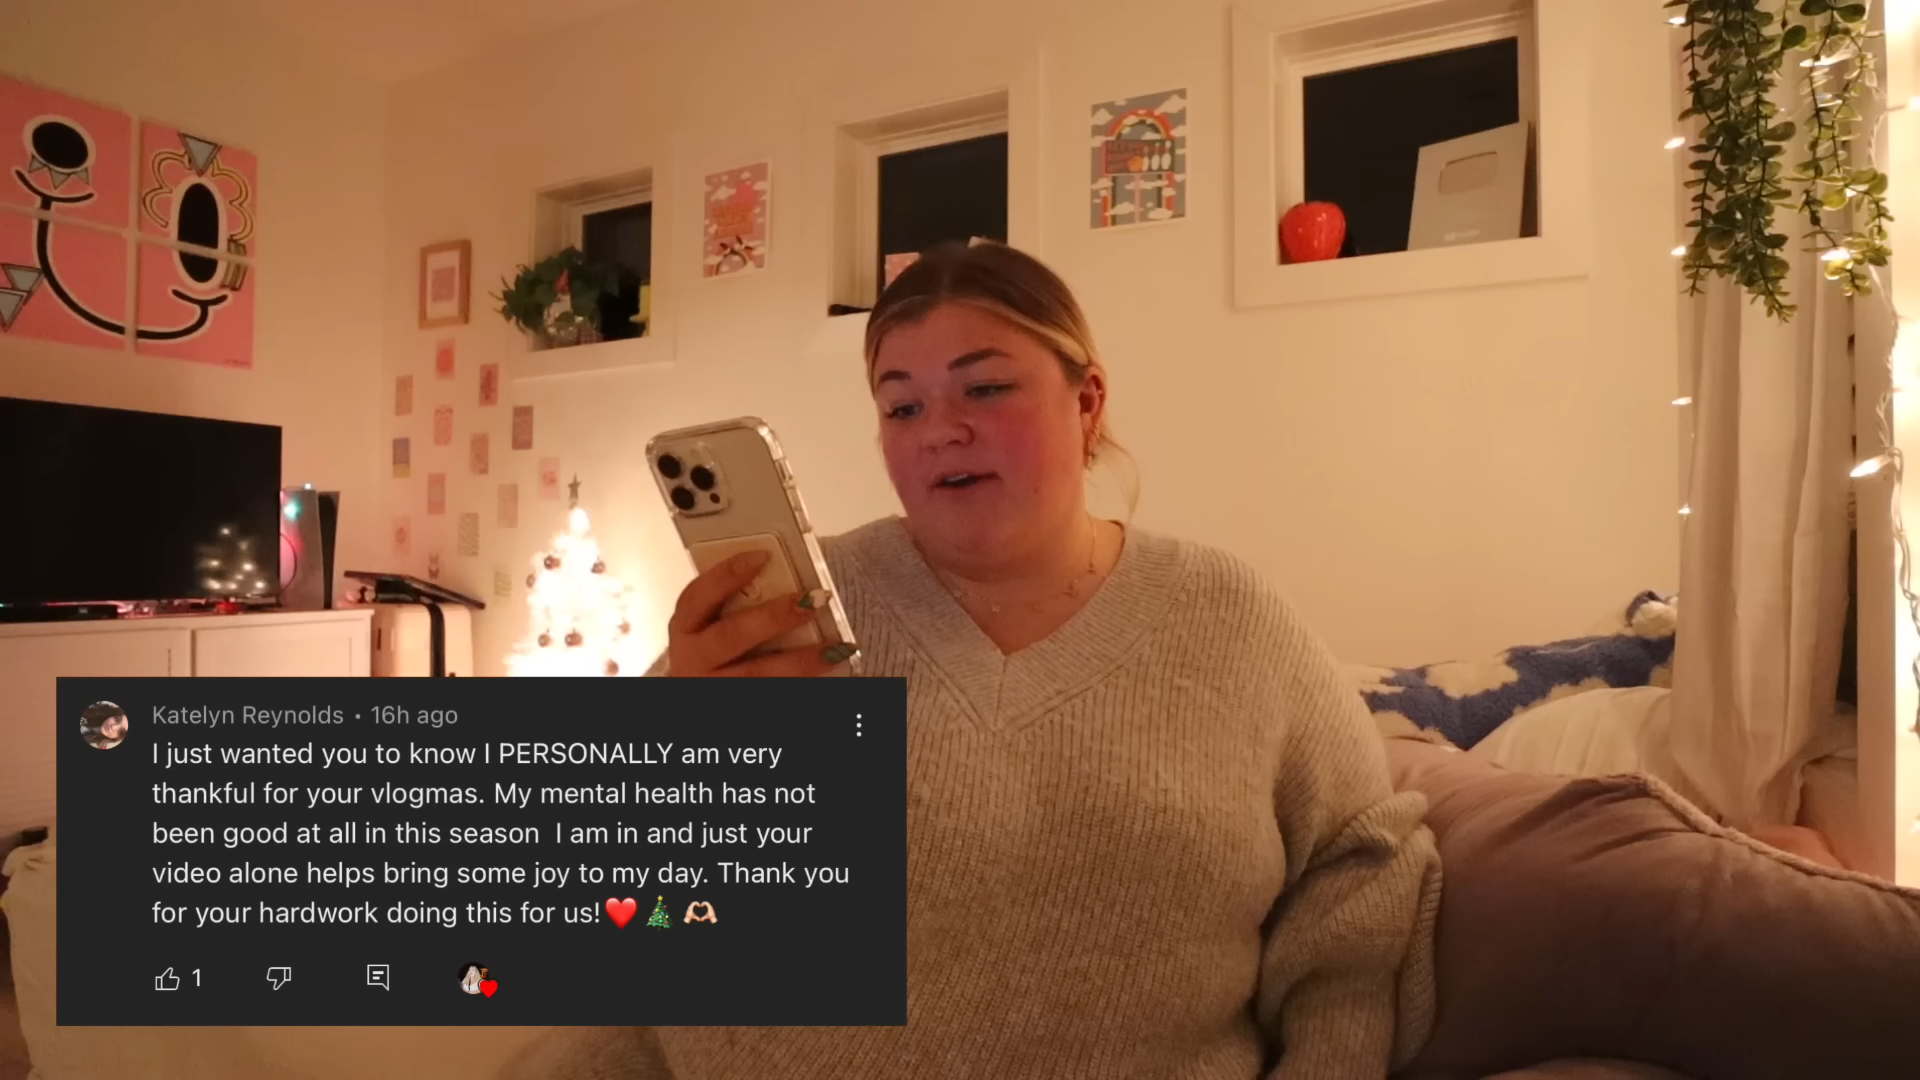 Katelyn Reynolds • 16h ago
I just wanted you to know I PERSONALLY am very
thankful for your vlogmas. My mental health has not
been good at all in this season  I am in and just your
video alone helps bring some joy to my day. Thank you
for your hardwork doing this for us!❤️🎄🫶🏼
1